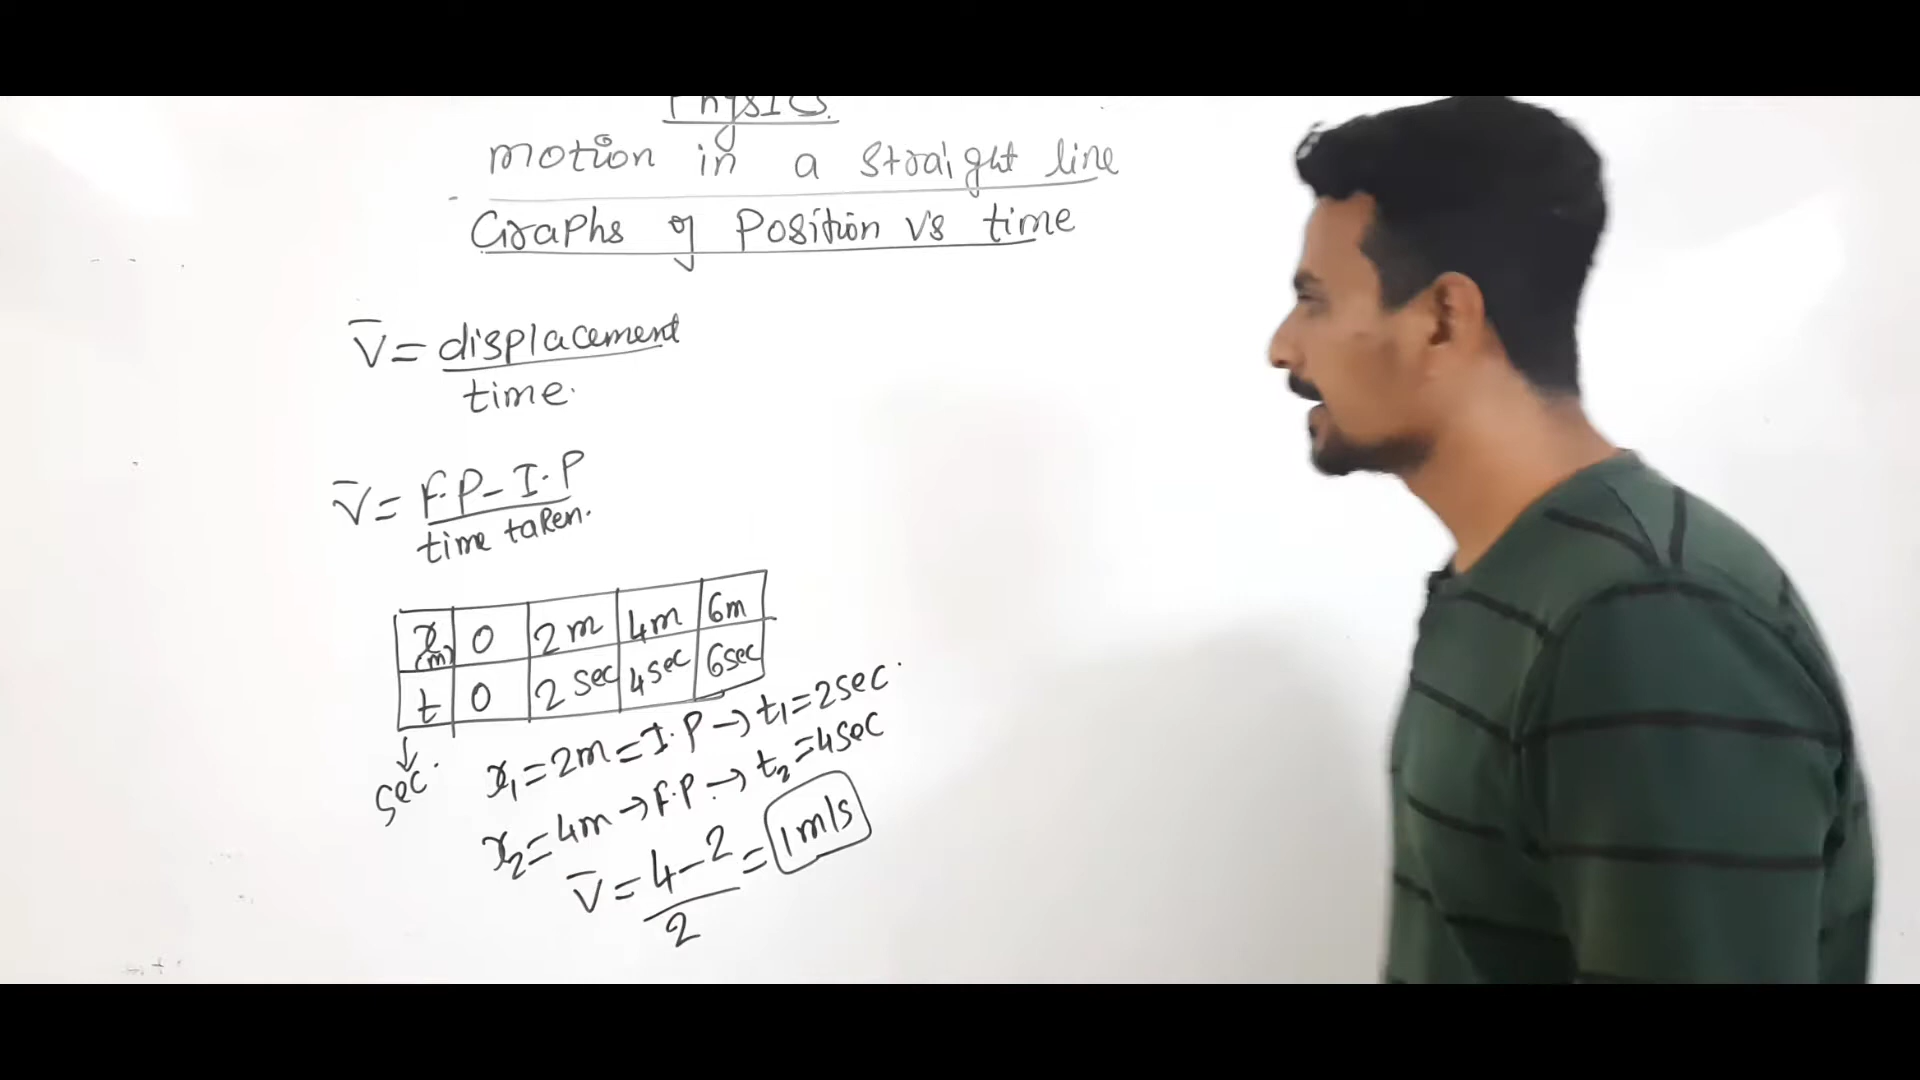 Physics.
motion in a straight line
Graphs of Position vs time
V̅ = displacement
time.
V̅ = F.P - I.P
time taken.
x (m) 0 2m 4m 6m
t 0 2 sec 4sec 6sec
sec.
x₁ = 2m = I.P → t₁ = 2sec.
x₂ = 4m → F.P → t₂ = 4sec
V̅ = 4-2 = 1m/s
2